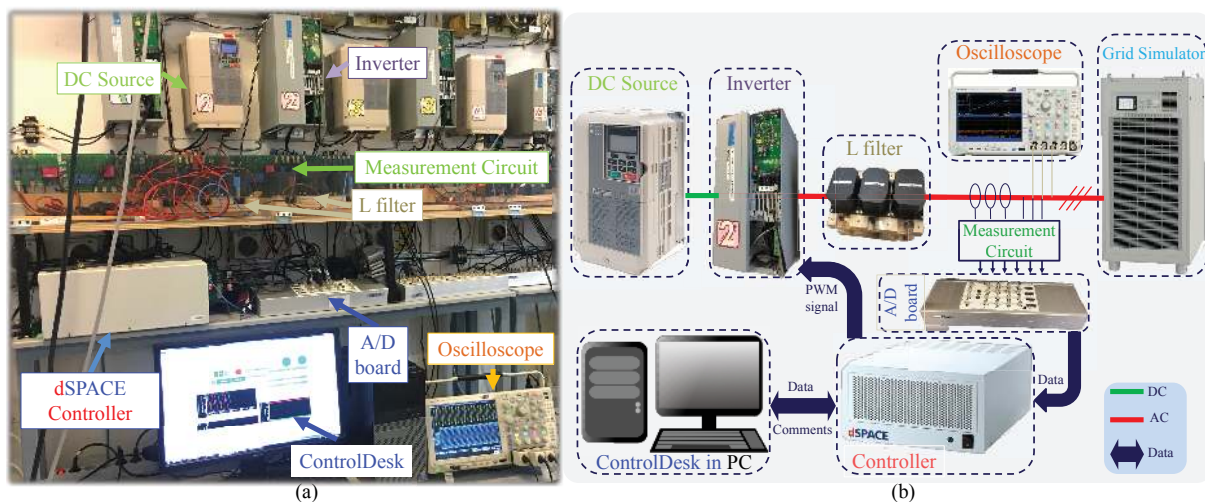 DC Source
Inverter
Measurement Circuit
L filter
A/D
board
Oscilloscope
dSPACE
Controller
ControlDesk
(a)
DC Source
Inverter
L filter
Oscilloscope
Grid Simulator
Measurement
Circuit
A/D
board
PWM
signal
Data
Comments
Data
dSPACE
ControlDesk in PC
Controller
DC
AC
Data
(b)